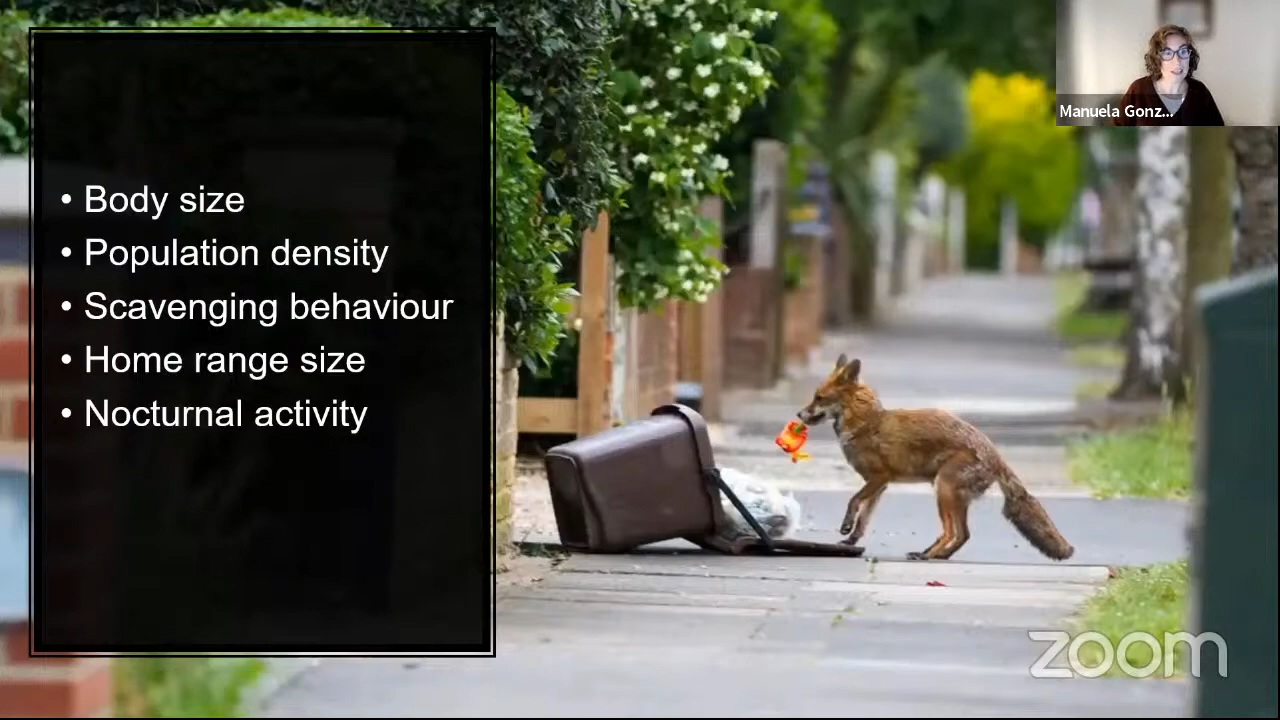 Manuela Gonz...
• Body size
• Population density
• Scavenging behaviour
• Home range size
• Nocturnal activity
zoom